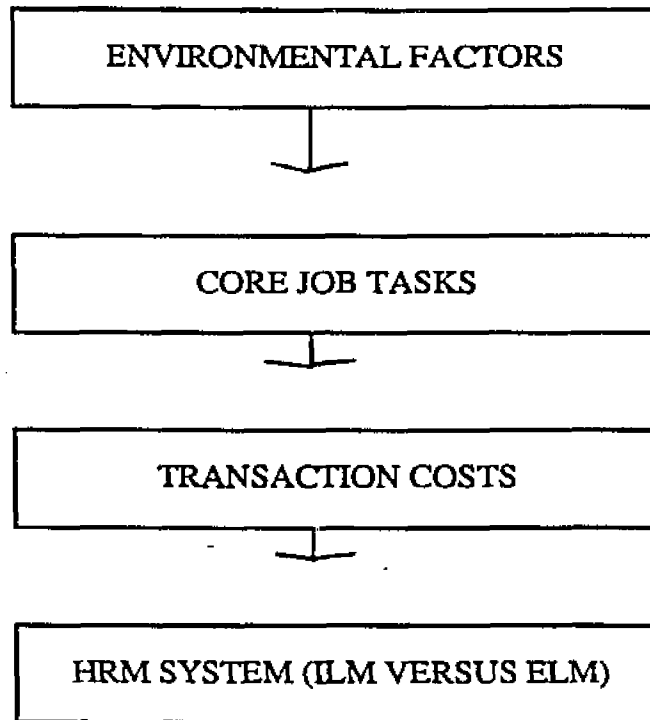 ENVIRONMENTAL FACTORS
CORE JOB TASKS
TRANSACTION COSTS
HRM SYSTEM (ILM VERSUS ELM)